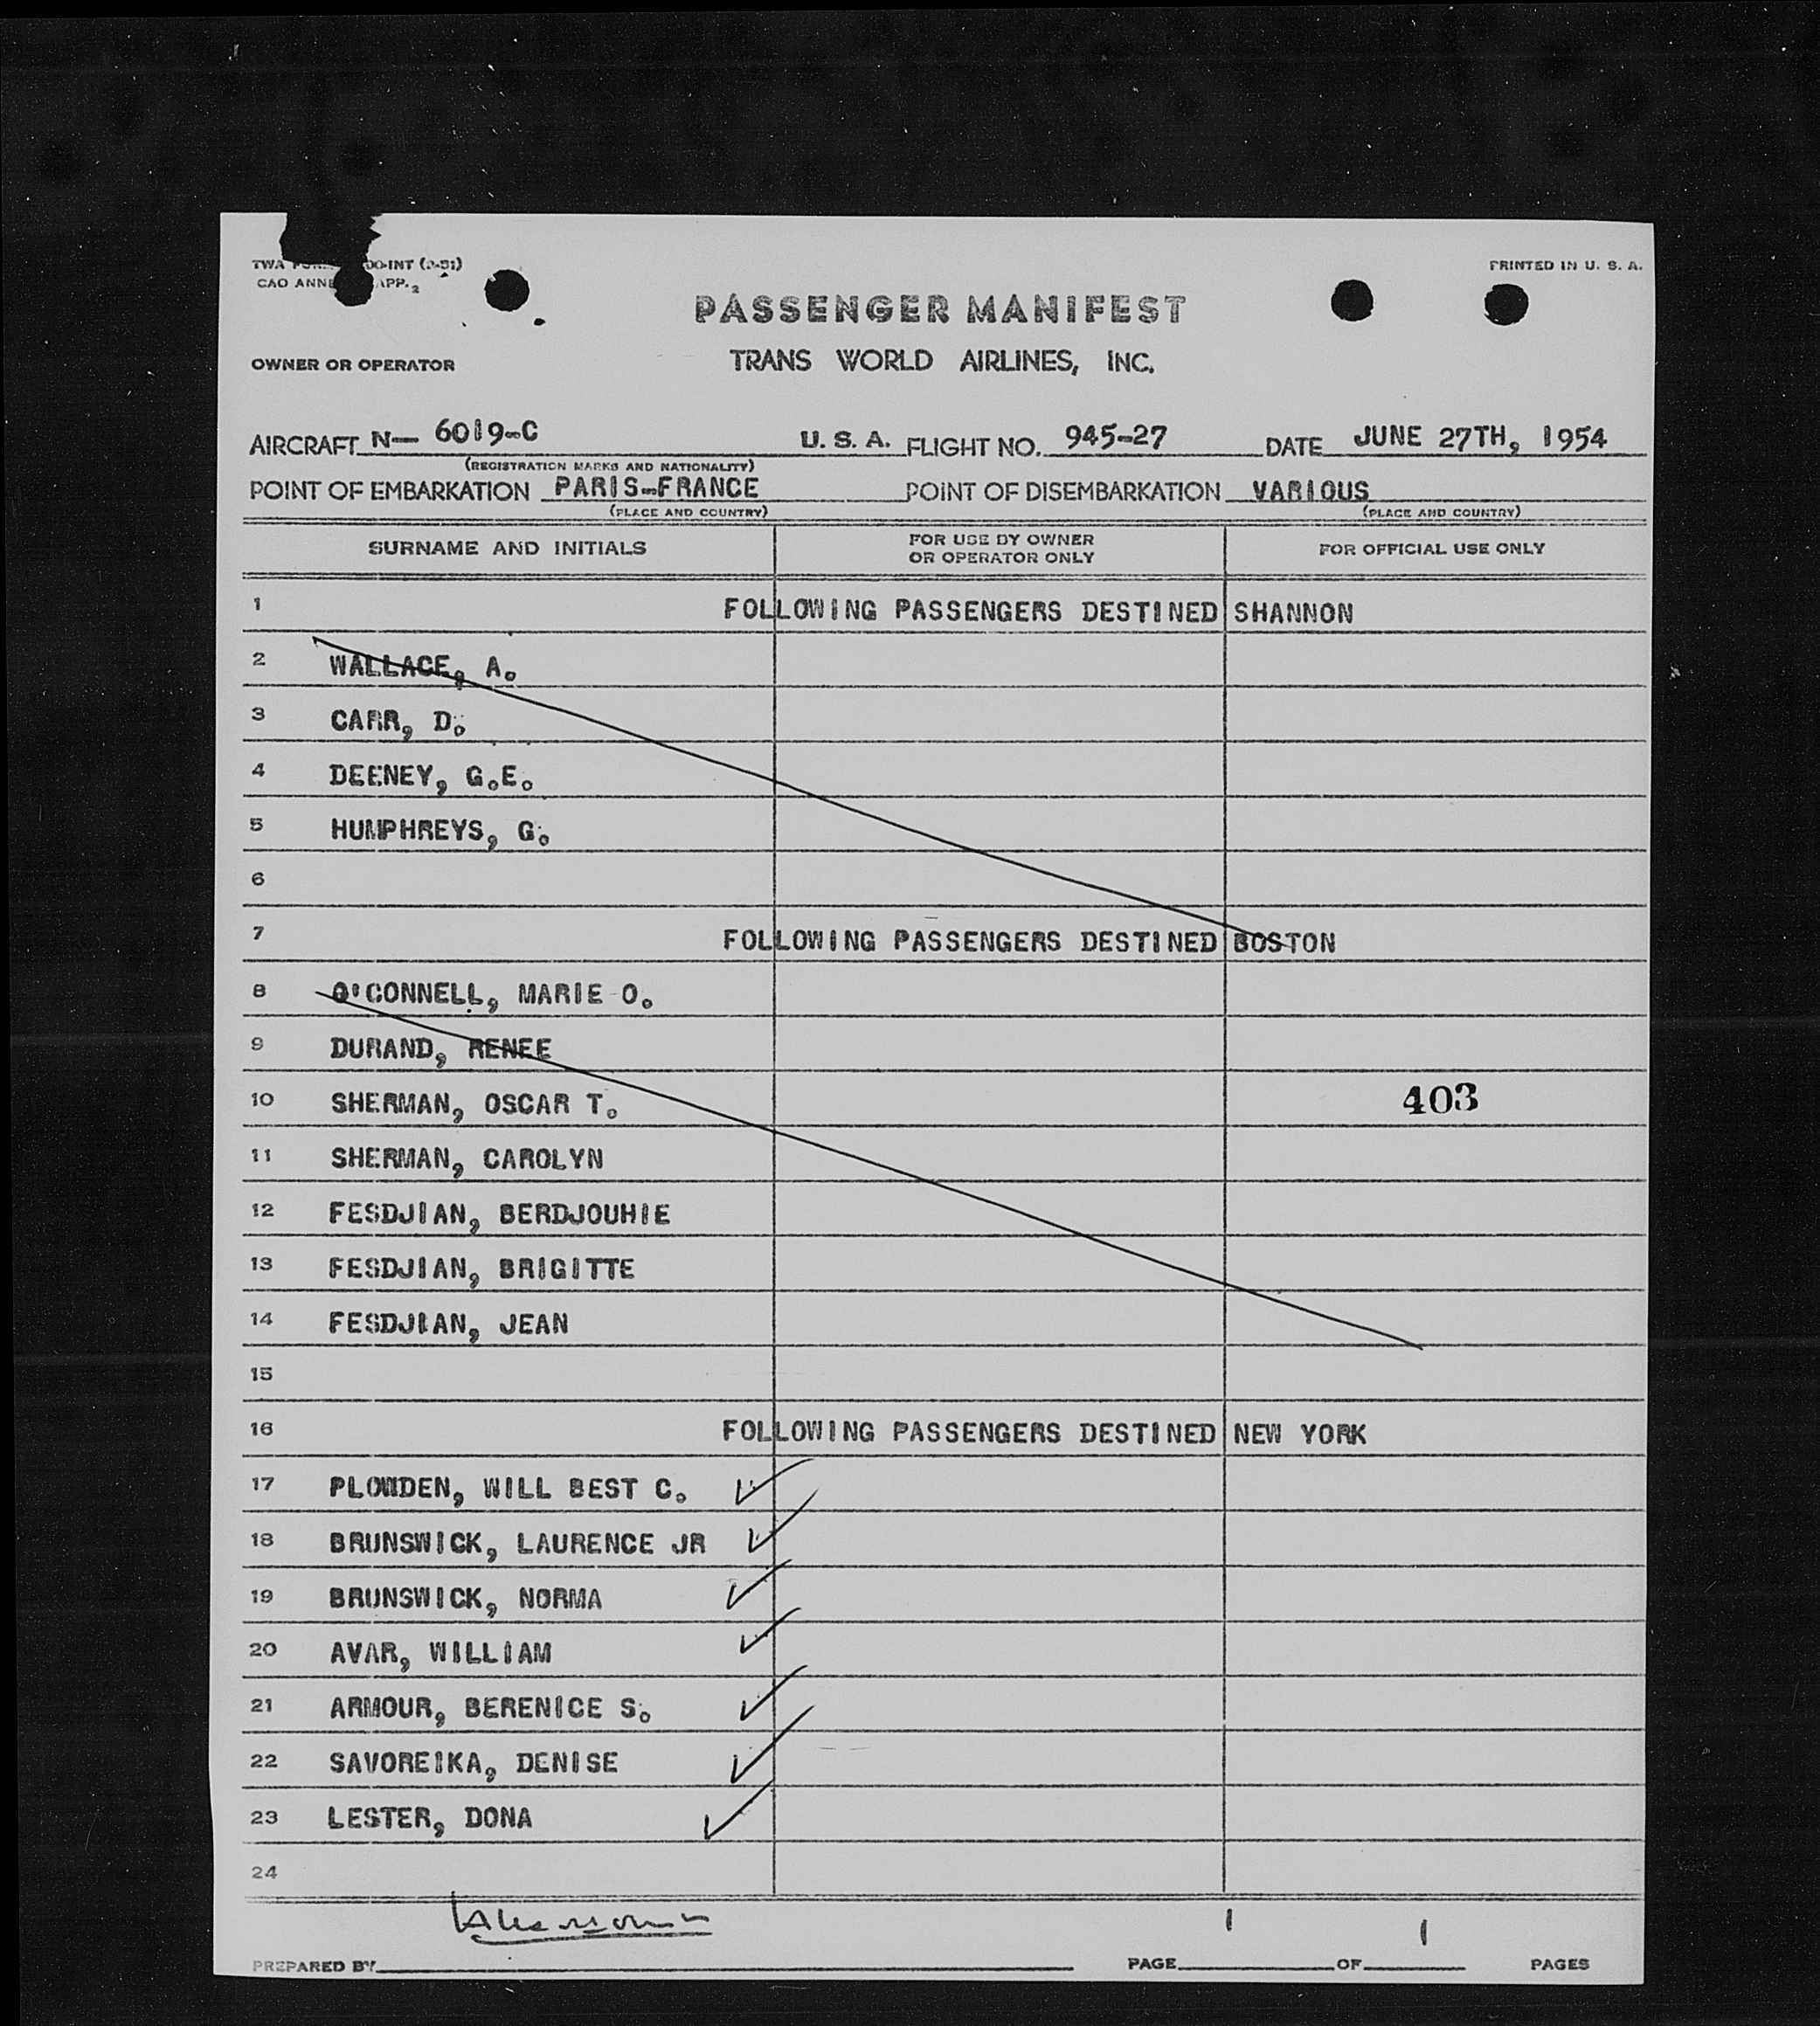 TWA
INT (2-51)
PRINTED IN U. S. A.
CAO ANNE APP. 2
PASSENGER MANIFEST
OWNER OR OPERATOR
TRANS WORLD AIRLINES, INC.
AIRCRAFT N— 6019-C U. S. A. FLIGHT NO. 945-27 DATE JUNE 27TH, 1954
(REGISTRATION MARKS AND NATIONALITY)
POINT OF EMBARKATION PARIS-FRANCE POINT OF DISEMBARKATION VARIOUS
(PLACE AND COUNTRY) (PLACE AND COUNTRY)
SURNAME AND INITIALS FOR USE BY OWNER OR OPERATOR ONLY FOR OFFICIAL USE ONLY
1 FOLLOWING PASSENGERS DESTINED SHANNON
2 WALLACE, A.
3 CARR, D.
4 DEENEY, G.E.
5 HUMPHREYS, G.
6
7 FOLLOWING PASSENGERS DESTINED BOSTON
8 O'CONNELL, MARIE O.
9 DURAND, RENEE
10 SHERMAN, OSCAR T. 403
11 SHERMAN, CAROLYN
12 FESDJIAN, BERDJOUHIE
13 FESDJIAN, BRIGITTE
14 FESDJIAN, JEAN
15
16 FOLLOWING PASSENGERS DESTINED NEW YORK
17 PLOWDEN, WILL BEST C.
18 BRUNSWICK, LAURENCE JR
19 BRUNSWICK, NORMA
20 AVAR, WILLIAM
21 ARMOUR, BERENICE S.
22 SAVOREIKA, DENISE
23 LESTER, DONA
24
PREPARED BY PAGE 1 OF 1 PAGES